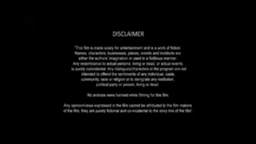 DISCLAIMER
"This film is made solely for entertainment and is a work of fiction.
Names, characters, businesses, places, events and incidents are
either the authors' imagination or used in a fictitious manner.
Any resemblance to actual persons, living or dead, or actual events
is purely coincidental. Any dialogues/characters in the program are not
intended to offend the sentiments of any individual, caste,
community, race or religion or to denigrate any institution,
political party or person, living or dead.
No animals were harmed while filming for this film.
Any opinions/views expressed in the film cannot be attributed to the film makers
of the film; they are purely fictional and co-incidental to the story line of the film."